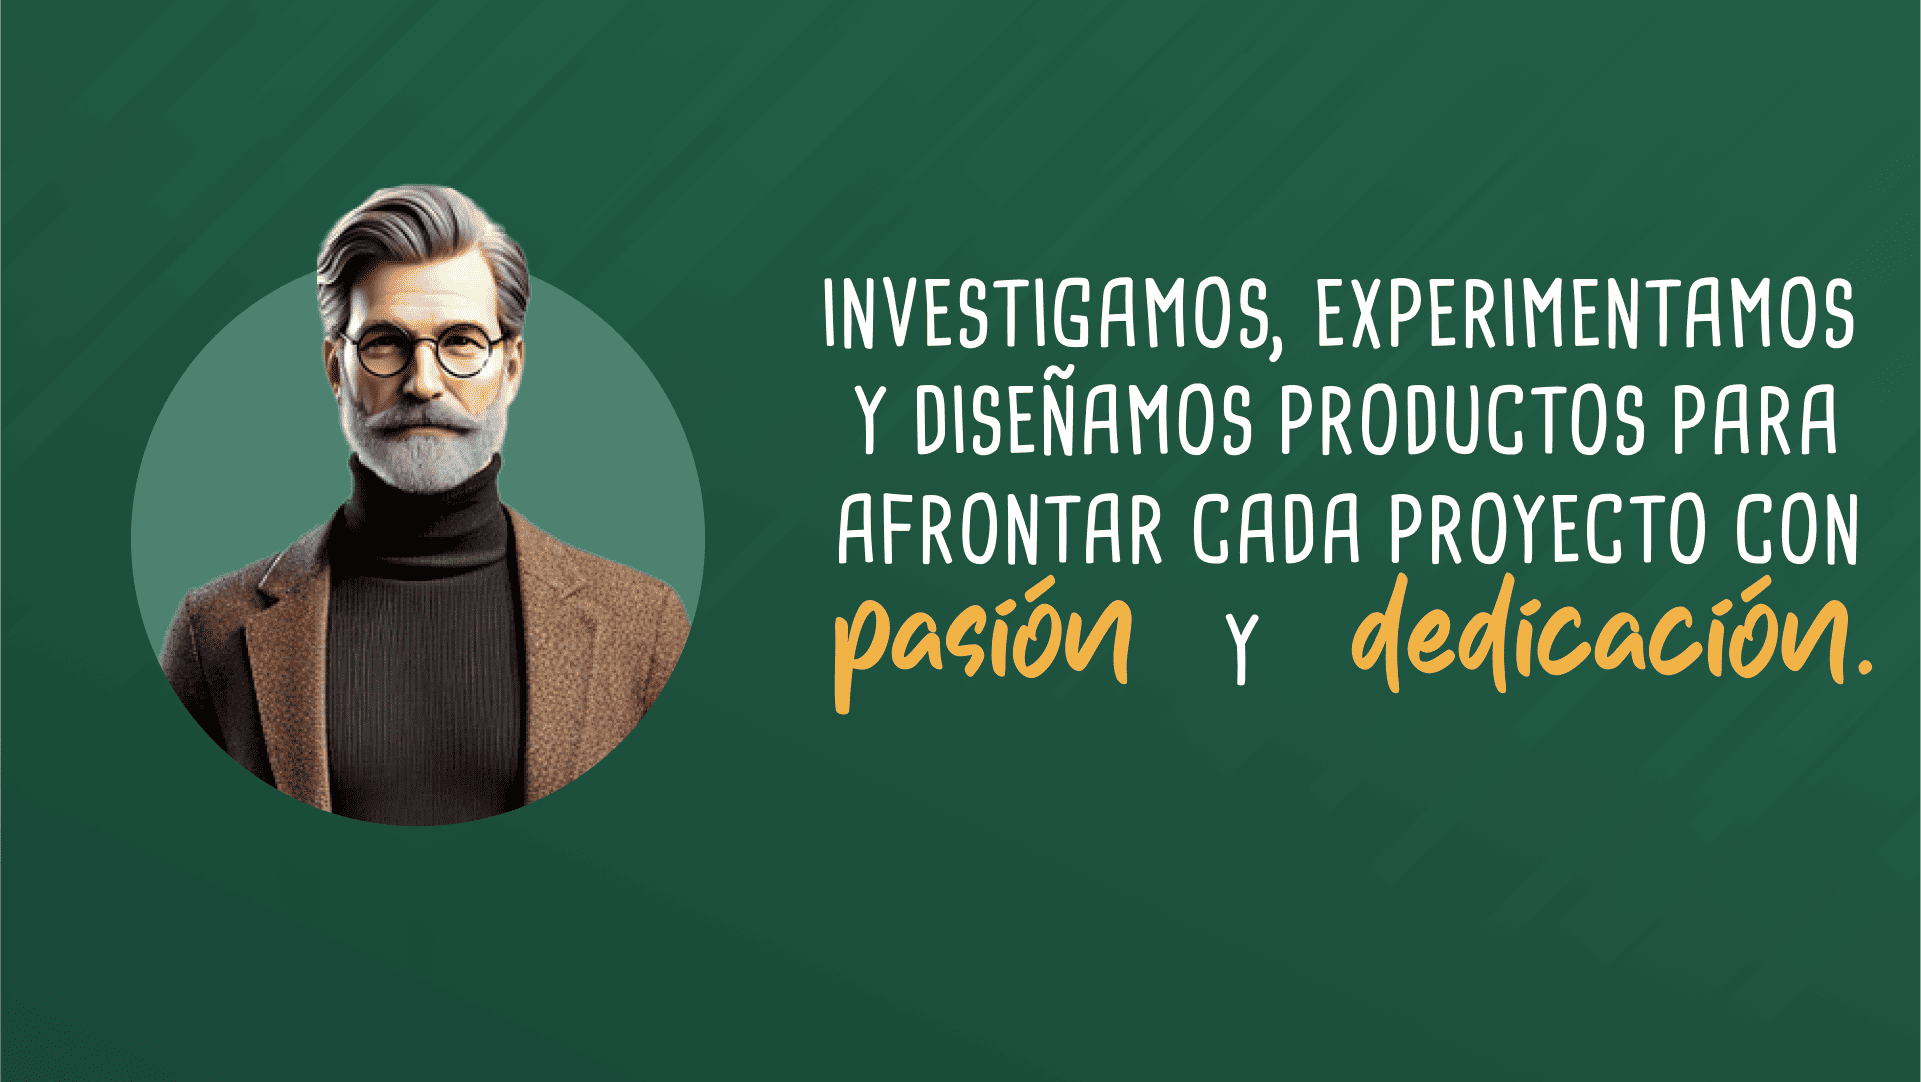 INVESTIGAMOS, EXPERIMENTAMOS
Y DISEÑAMOS PRODUCTOS PARA
AFRONTAR CADA PROYECTO CON
pasión Y dedicación.